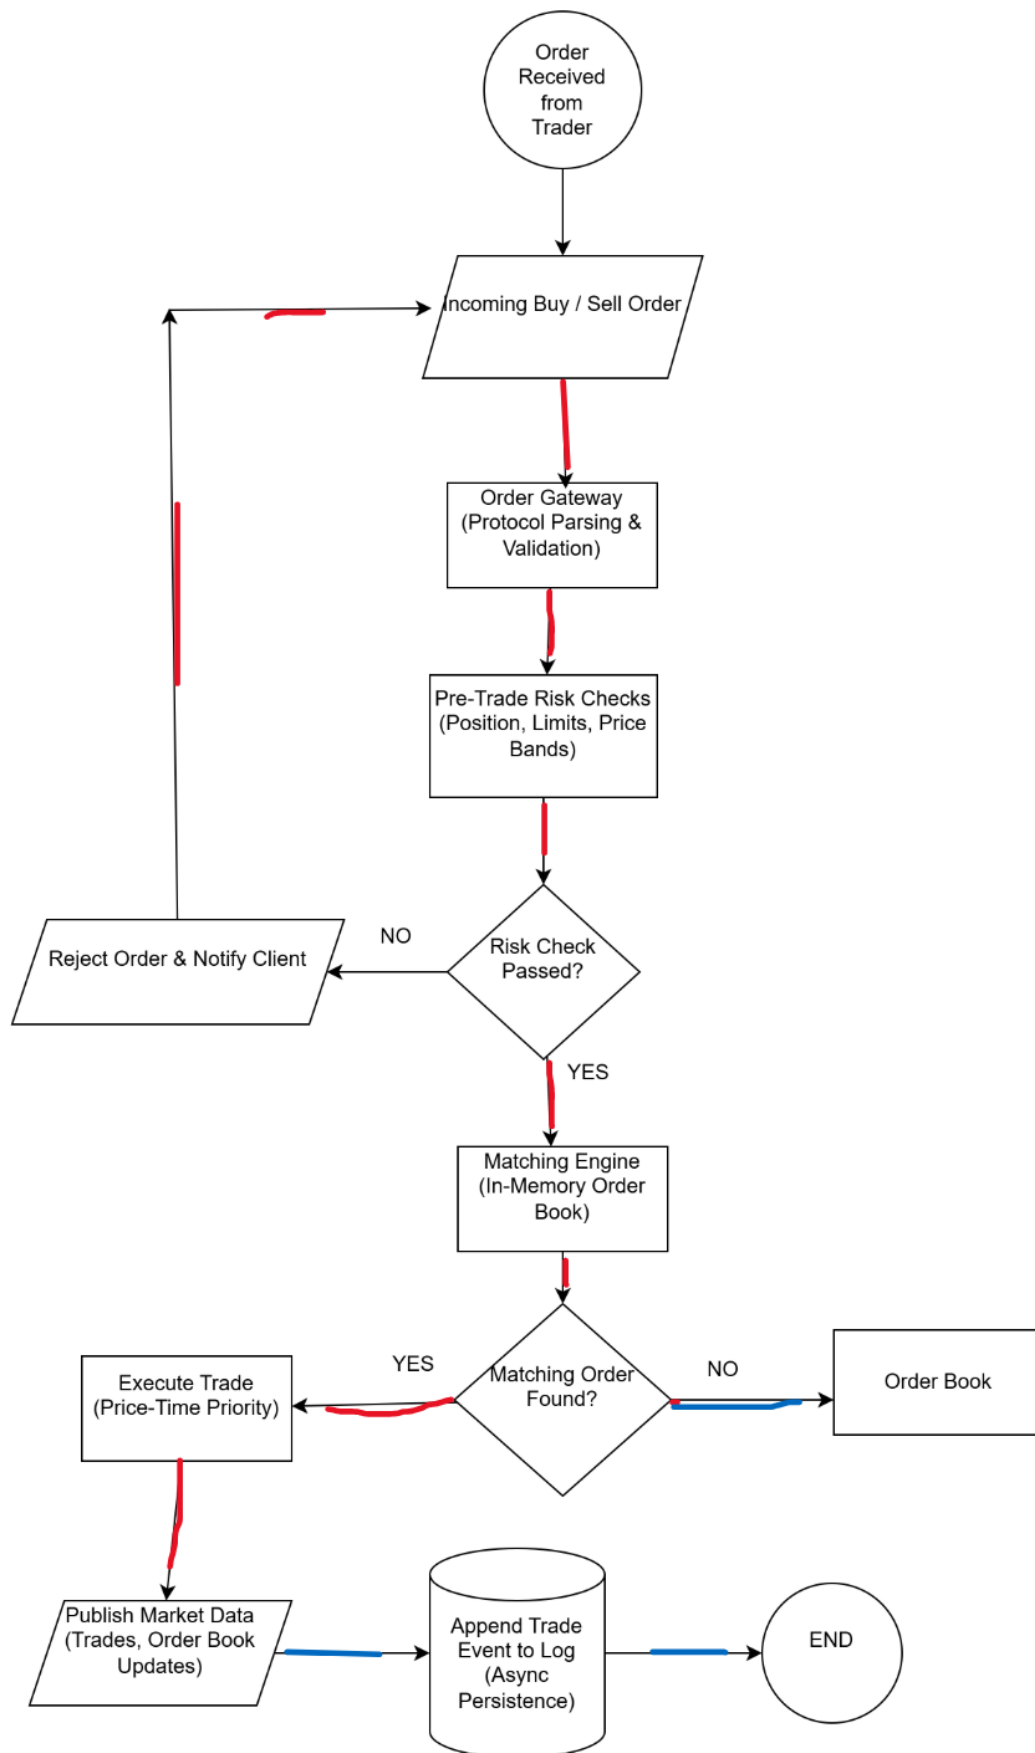 Order
Received
from
Trader
Incoming Buy / Sell Order
Order Gateway
(Protocol Parsing &
Validation)
Pre-Trade Risk Checks
(Position, Limits, Price
Bands)
NO
Risk Check
Passed?
Reject Order & Notify Client
YES
Matching Engine
(In-Memory Order
Book)
YES
Matching Order
Found?
NO
Order Book
Execute Trade
(Price-Time Priority)
Publish Market Data
(Trades, Order Book
Updates)
Append Trade
Event to Log
(Async
Persistence)
END